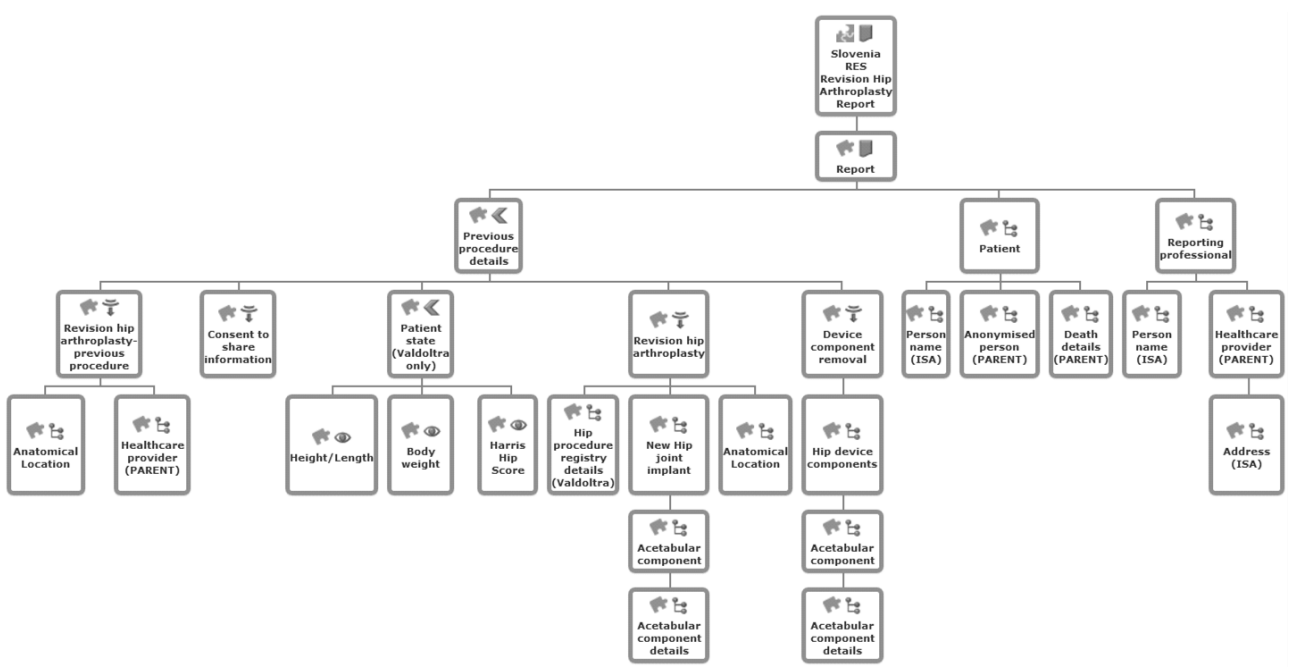 Slovenia
RES
Revision Hip
Arthroplasty
Report
Report
Previous
procedure
details
Patient
Reporting
professional
Revision hip
arthroplasty-
previous
procedure
Consent to
share
information
Patient
state
(Valdoltra
only)
Revision hip
arthroplasty
Device
component
removal
Person
name
(ISA)
Anonymised
person
(PARENT)
Death
details
(PARENT)
Person
name
(ISA)
Healthcare
provider
(PARENT)
Anatomical
Location
Healthcare
provider
(PARENT)
Height/Length
Body
weight
Harris
Hip
Score
Hip
procedure
registry
details
(Valdoltra)
New Hip
joint
implant
Anatomical
Location
Hip device
components
Address
(ISA)
Acetabular
component
Acetabular
component
Acetabular
component
details
Acetabular
component
details